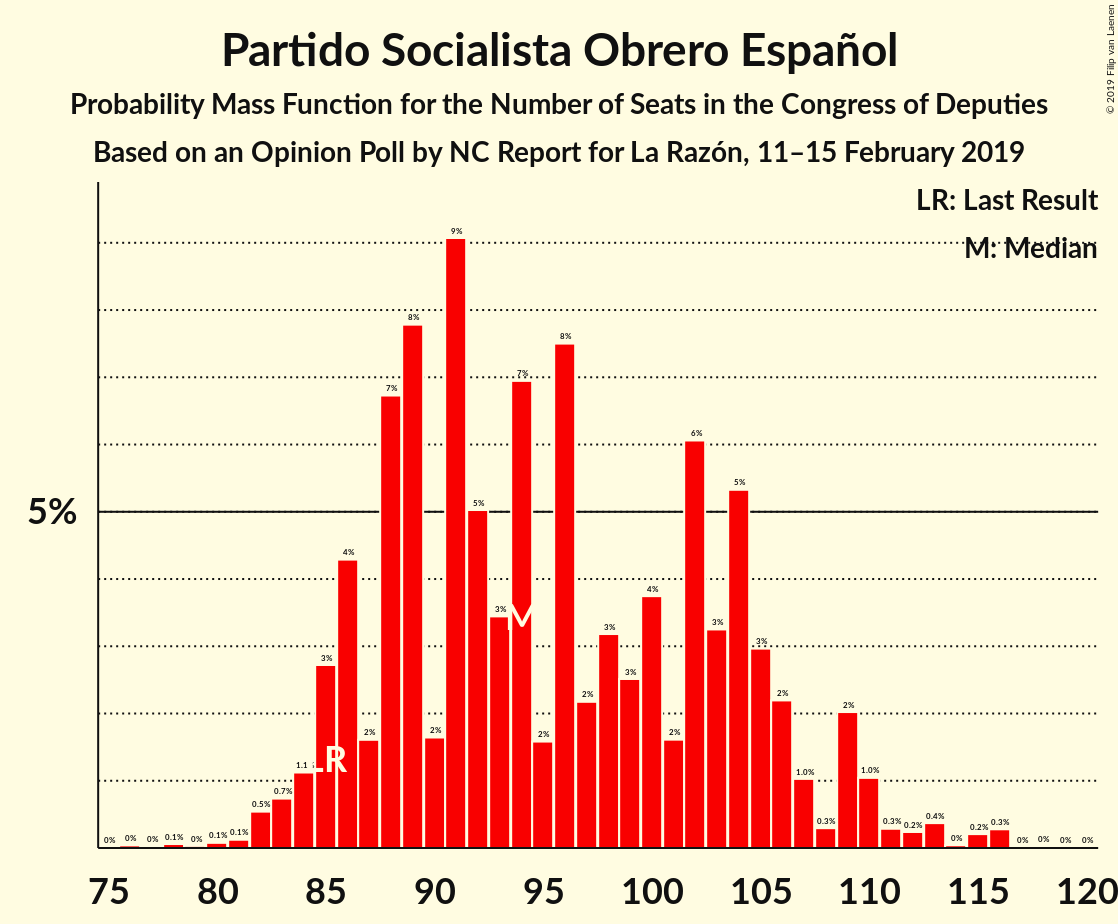 Partido Socialista Obrero Español
Probability Mass Function for the Number of Seats in the Congress of Deputies
Based on an Opinion Poll by NC Report for La Razón, 11–15 February 2019
© 2019 Filip van Laenen
LR: Last Result
M: Median
5%
0% 0% 0% 0.1% 0% 0.1% 0.1% 0.5% 0.7% 1.1 3% 4% 2% 7% 8% 2% 9% 5% 3% 7% 2% 8% 2% 3% 3% 4% 2% 6% 3% 5% 3% 2% 1.0% 0.3% 2% 1.0% 0.3% 0.2% 0.4% 0% 0.2% 0.3% 0% 0% 0% 0%
LR
M
75 80 85 90 95 100 105 110 115 120